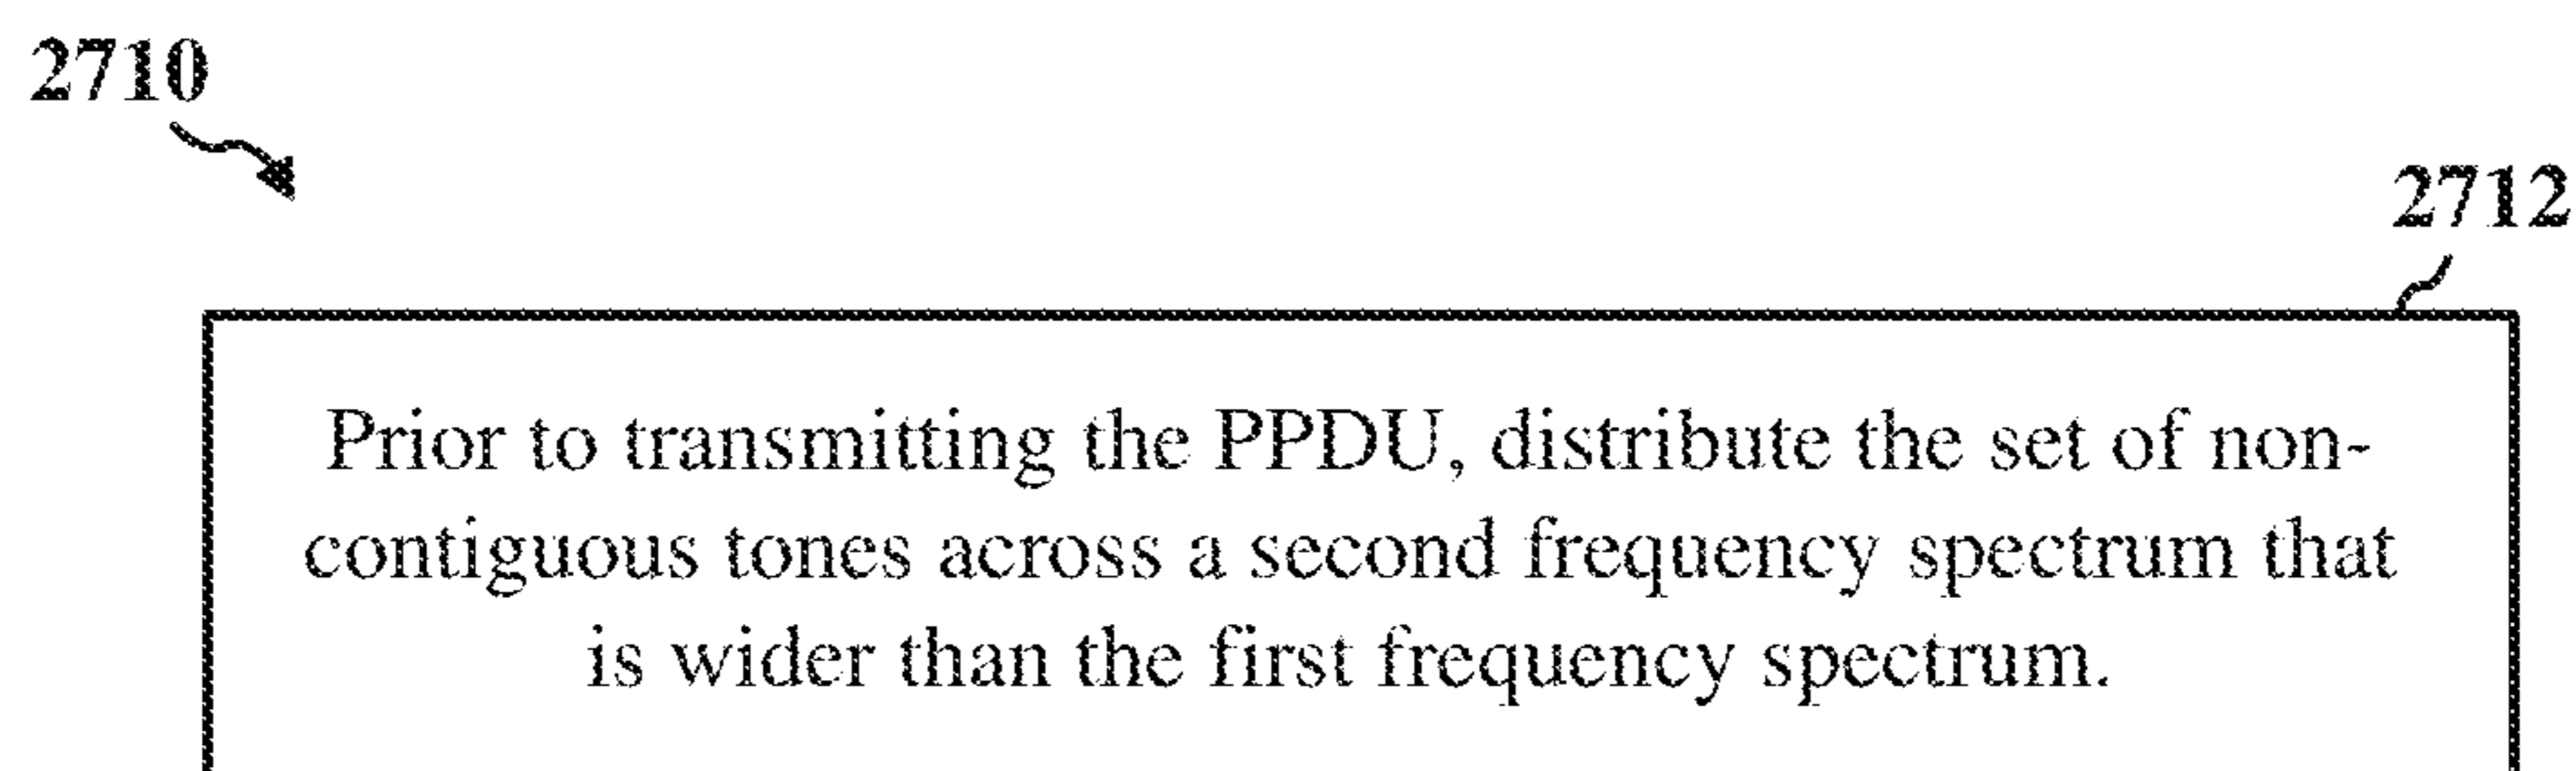 2710
2712
Prior to transmitting the PPDU, distribute the set of non-
contiguous tones across a second frequency spectrum that
is wider than the first frequency spectrum.